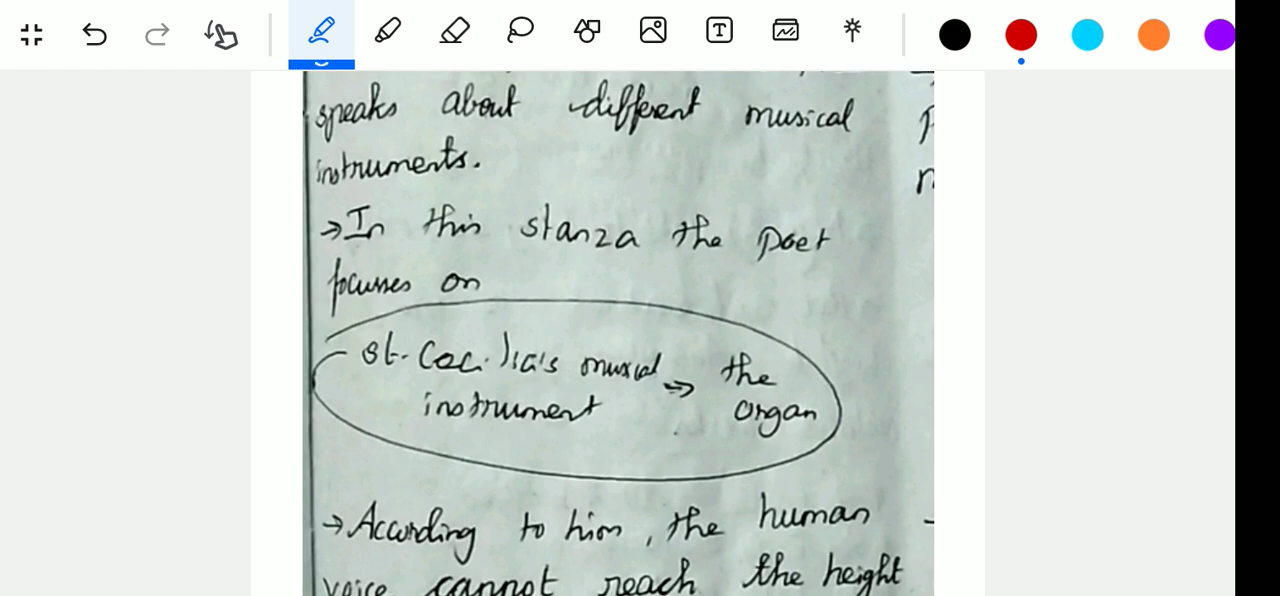 speaks about different musical
instruments.
→In this stanza the poet
focusses on
St. Cecilia's musical ⇒ the
instrument organ
→According to him, the human
voice cannot reach the height